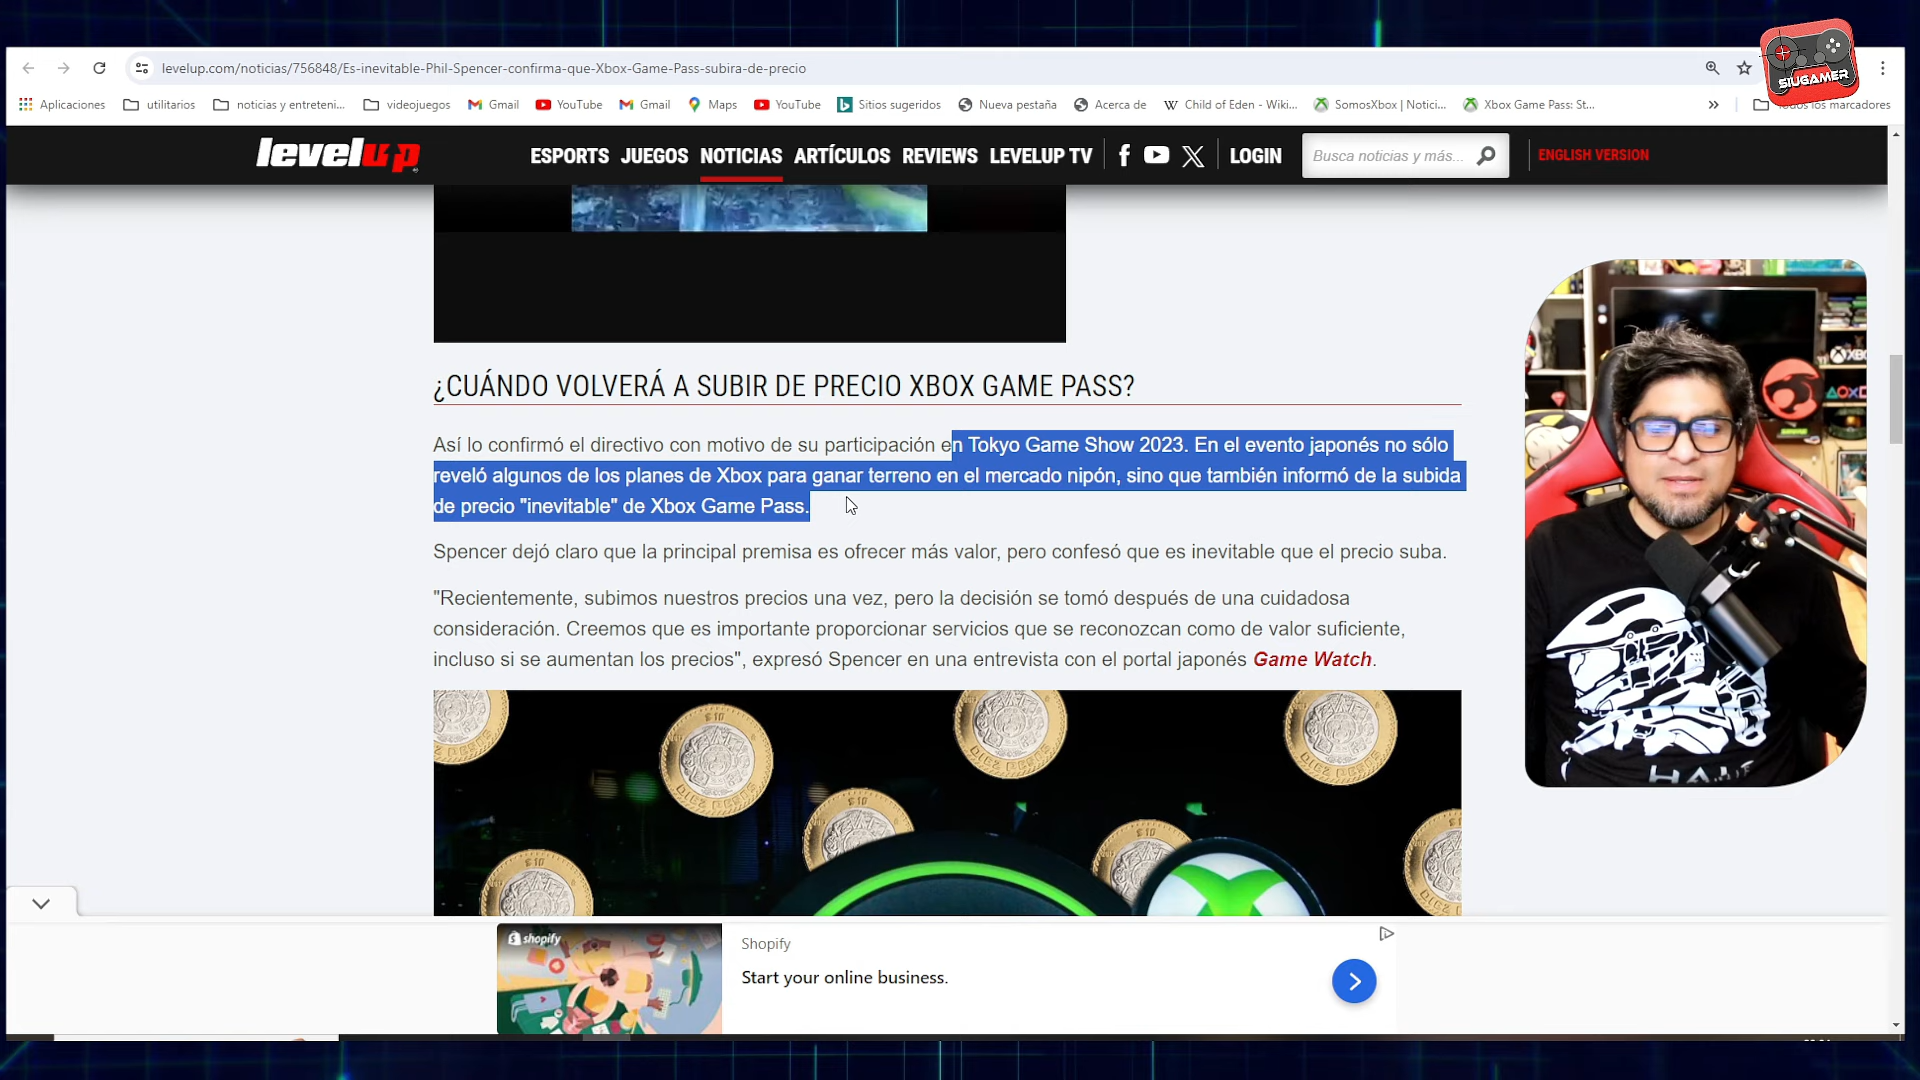 levelup.com/noticias/756848/Es-inevitable-Phil-Spencer-confirma-que-Xbox-Game-Pass-subira-de-precio
SIUGAMER
Aplicaciones utilitarios noticias y entreteni... videojuegos Gmail YouTube Gmail Maps YouTube Sitios sugeridos Nueva pestaña Acerca de Child of Eden - Wiki... SomosXbox | Notici... Xbox Game Pass: St... » Todos los marcadores
levelup ESPORTS JUEGOS NOTICIAS ARTÍCULOS REVIEWS LEVELUP TV LOGIN Busca noticias y más... ENGLISH VERSION
¿CUÁNDO VOLVERÁ A SUBIR DE PRECIO XBOX GAME PASS?
Así lo confirmó el directivo con motivo de su participación en Tokyo Game Show 2023. En el evento japonés no sólo
reveló algunos de los planes de Xbox para ganar terreno en el mercado nipón, sino que también informó de la subida
de precio "inevitable" de Xbox Game Pass.
Spencer dejó claro que la principal premisa es ofrecer más valor, pero confesó que es inevitable que el precio suba.
"Recientemente, subimos nuestros precios una vez, pero la decisión se tomó después de una cuidadosa
consideración. Creemos que es importante proporcionar servicios que se reconozcan como de valor suficiente,
incluso si se aumentan los precios", expresó Spencer en una entrevista con el portal japonés Game Watch.
$10
DIEZ PESOS
$10
$10
$10
shopify
Shopify
Start your online business.